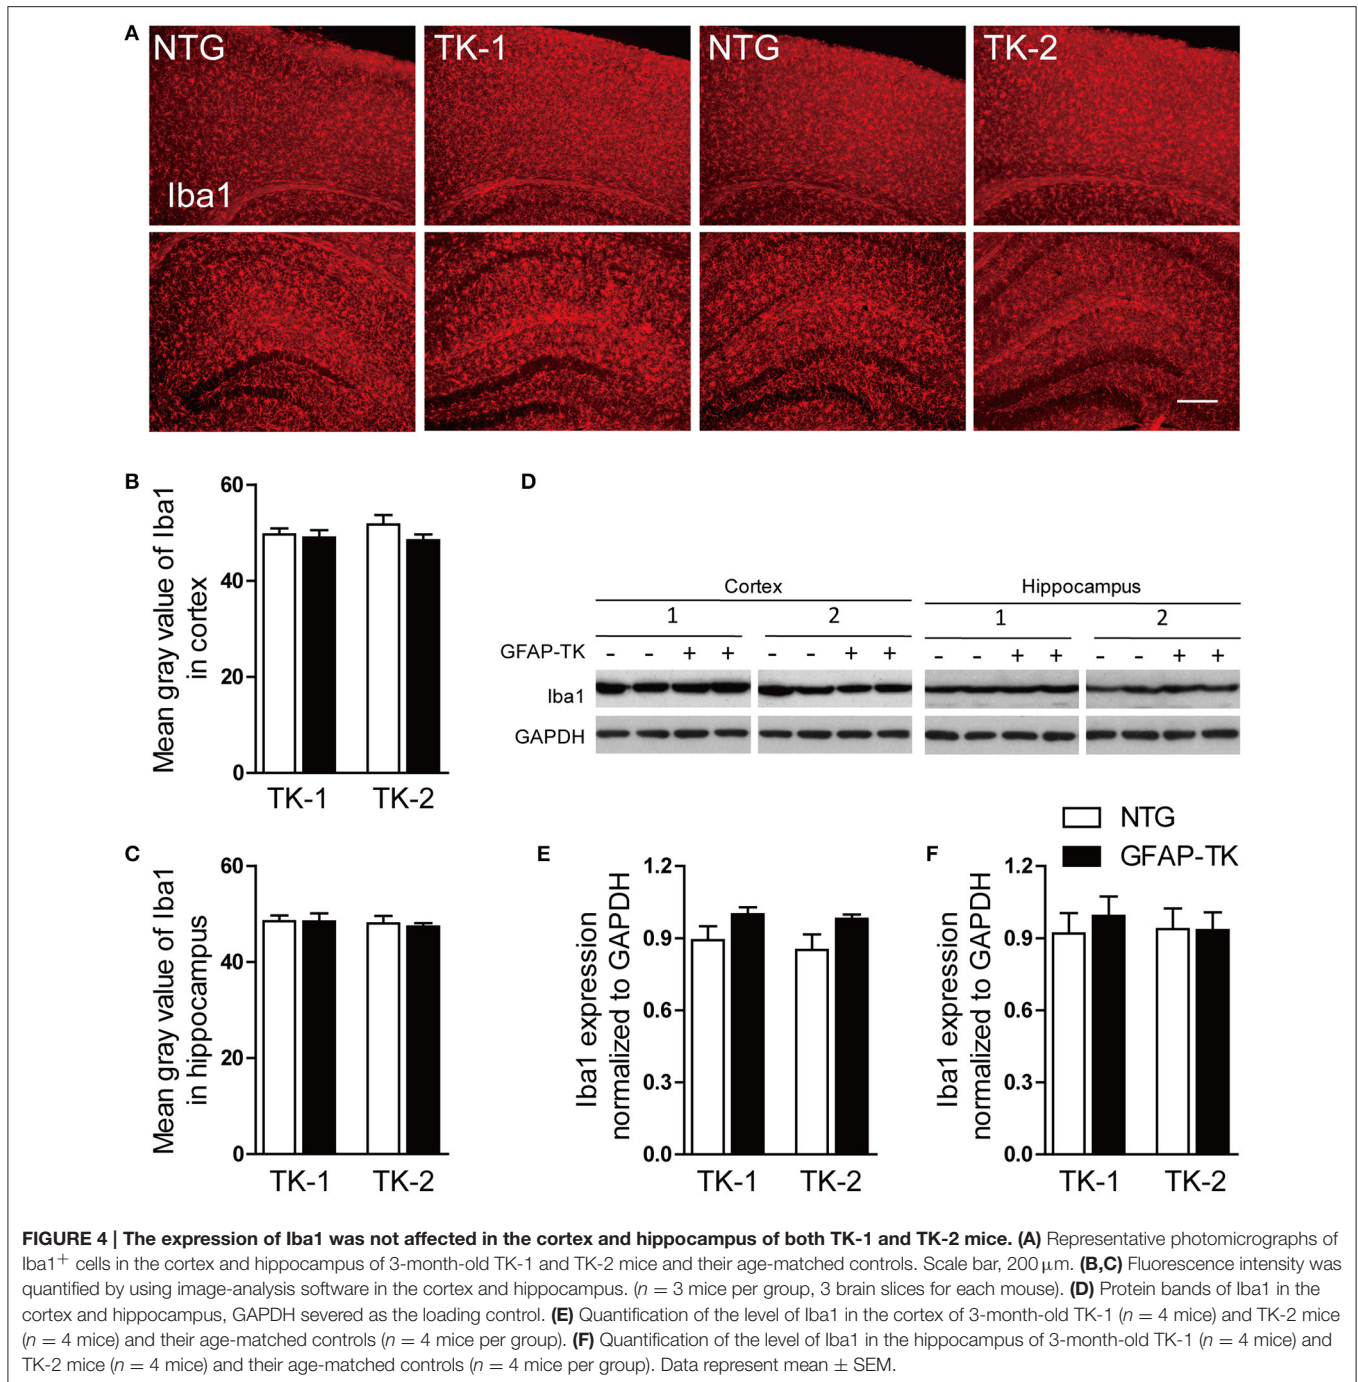 A
NTG
TK-1
NTG
TK-2
Iba1
B
Mean gray value of Iba1
in cortex
60
40
20
0
TK-1 TK-2
D
Cortex Hippocampus
1 2 1 2
GFAP-TK - - + + - - + + - - + + - - + +
Iba1
GAPDH
C
Mean gray value of Iba1
in hippocampus
60
40
20
0
TK-1 TK-2
E
Iba1 expression
normalized to GAPDH
1.2
0.9
0.6
0.3
0.0
TK-1 TK-2
NTG
GFAP-TK
F
Iba1 expression
normalized to GAPDH
1.2
0.9
0.6
0.3
0.0
TK-1 TK-2
FIGURE 4 | The expression of Iba1 was not affected in the cortex and hippocampus of both TK-1 and TK-2 mice. (A) Representative photomicrographs of
Iba1+ cells in the cortex and hippocampus of 3-month-old TK-1 and TK-2 mice and their age-matched controls. Scale bar, 200 μm. (B,C) Fluorescence intensity was
quantified by using image-analysis software in the cortex and hippocampus. (n = 3 mice per group, 3 brain slices for each mouse). (D) Protein bands of Iba1 in the
cortex and hippocampus, GAPDH severed as the loading control. (E) Quantification of the level of Iba1 in the cortex of 3-month-old TK-1 (n = 4 mice) and TK-2 mice
(n = 4 mice) and their age-matched controls (n = 4 mice per group). (F) Quantification of the level of Iba1 in the hippocampus of 3-month-old TK-1 (n = 4 mice) and
TK-2 mice (n = 4 mice) and their age-matched controls (n = 4 mice per group). Data represent mean ± SEM.